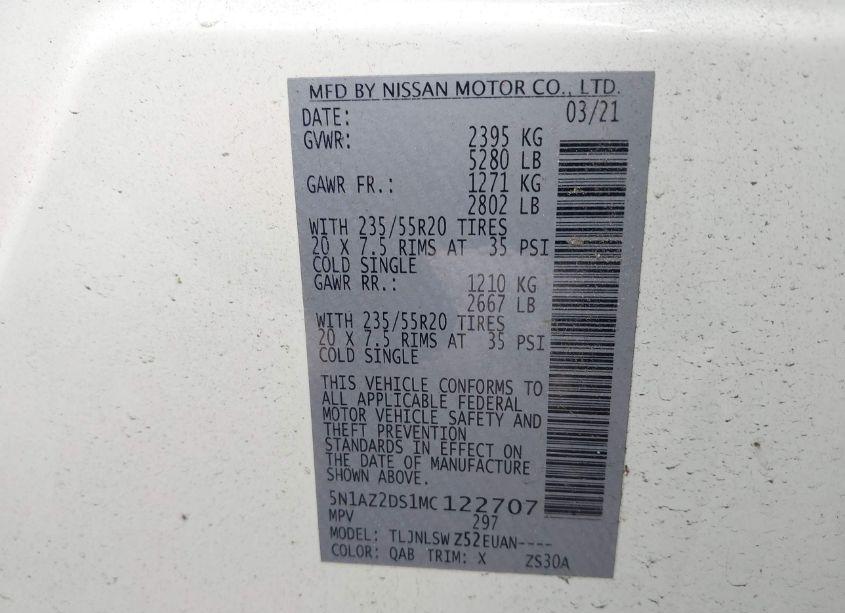 MFD BY NISSAN MOTOR CO., LTD.
DATE: 03/21
GVWR: 2395 KG
5280 LB
GAWR FR.: 1271 KG
2802 LB
WITH 235/55R20 TIRES
20 X 7.5 RIMS AT 35 PSI
COLD SINGLE
GAWR RR.: 1210 KG
2667 LB
WITH 235/55R20 TIRES
20 X 7.5 RIMS AT 35 PSI
COLD SINGLE
THIS VEHICLE CONFORMS TO
ALL APPLICABLE FEDERAL
MOTOR VEHICLE SAFETY AND
THEFT PREVENTION
STANDARDS IN EFFECT ON
THE DATE OF MANUFACTURE
SHOWN ABOVE.
5N1AZ2DS1MC122707
MPV 297
MODEL: TLJNLSW Z52EUAN----
COLOR: QAB TRIM: X ZS30A